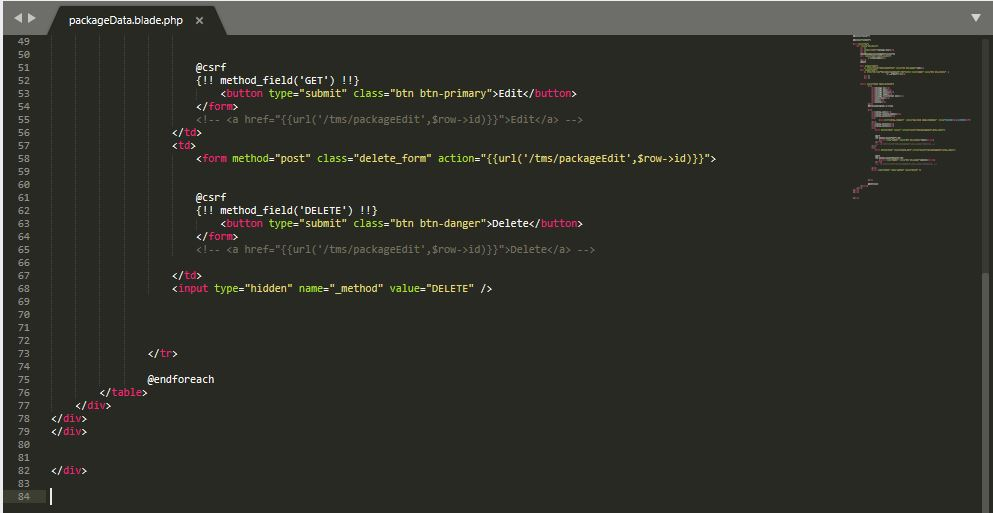 packageData.blade.php ×
49
50
51 @csrf
52 {!! method_field('GET') !!}
53 <button type="submit" class="btn btn-primary">Edit</button>
54 </form>
55 <!-- <a href="{{url('/tms/packageEdit',$row->id)}}">Edit</a> -->
56 </td>
57 <td>
58 <form method="post" class="delete_form" action="{{url('/tms/packageEdit',$row->id)}}">
59
60
61 @csrf
62 {!! method_field('DELETE') !!}
63 <button type="submit" class="btn btn-danger">Delete</button>
64 </form>
65 <!-- <a href="{{url('/tms/packageEdit',$row->id)}}">Delete</a> -->
66
67 </td>
68 <input type="hidden" name="_method" value="DELETE" />
69
70
71
72
73 </tr>
74
75 @endforeach
76 </table>
77 </div>
78 </div>
79 </div>
80
81
82 </div>
83
84